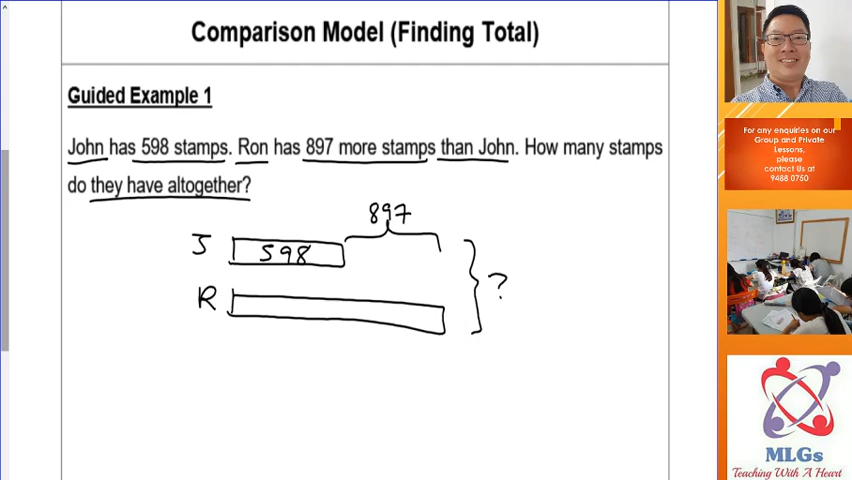 Comparison Model (Finding Total)
Guided Example 1
John has 598 stamps. Ron has 897 more stamps than John. How many stamps
do they have altogether?
897
J 598
?
R
For any enquiries on our
Group and Private
Lessons,
please
contact Us at
9488 0750
MLGs
Teaching With A Heart